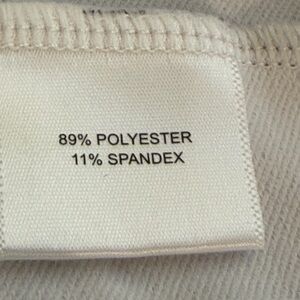 89% POLYESTER
11% SPANDEX